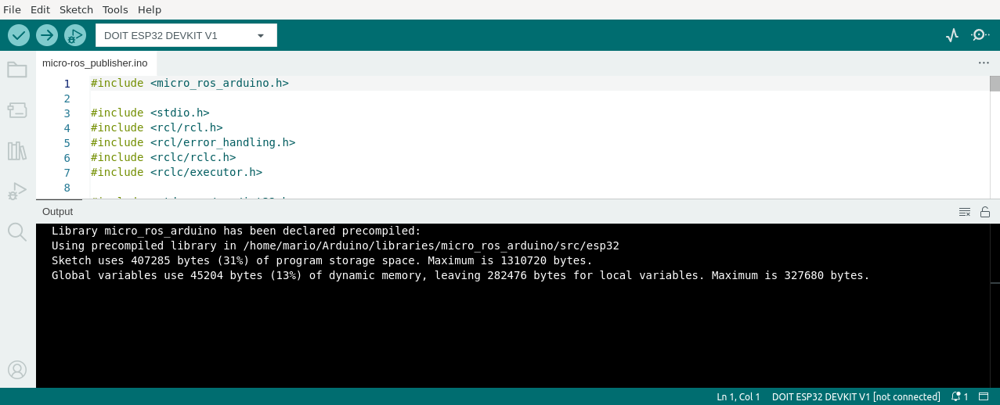 File Edit Sketch Tools Help
DOIT ESP32 DEVKIT V1
micro-ros_publisher.ino
1 #include <micro_ros_arduino.h>
2
3 #include <stdio.h>
4 #include <rcl/rcl.h>
5 #include <rcl/error_handling.h>
6 #include <rclc/rclc.h>
7 #include <rclc/executor.h>
8
Output
Library micro_ros_arduino has been declared precompiled:
Using precompiled library in /home/mario/Arduino/libraries/micro_ros_arduino/src/esp32
Sketch uses 407285 bytes (31%) of program storage space. Maximum is 1310720 bytes.
Global variables use 45204 bytes (13%) of dynamic memory, leaving 282476 bytes for local variables. Maximum is 327680 bytes.
Ln 1, Col 1 DOIT ESP32 DEVKIT V1 [not connected] 1